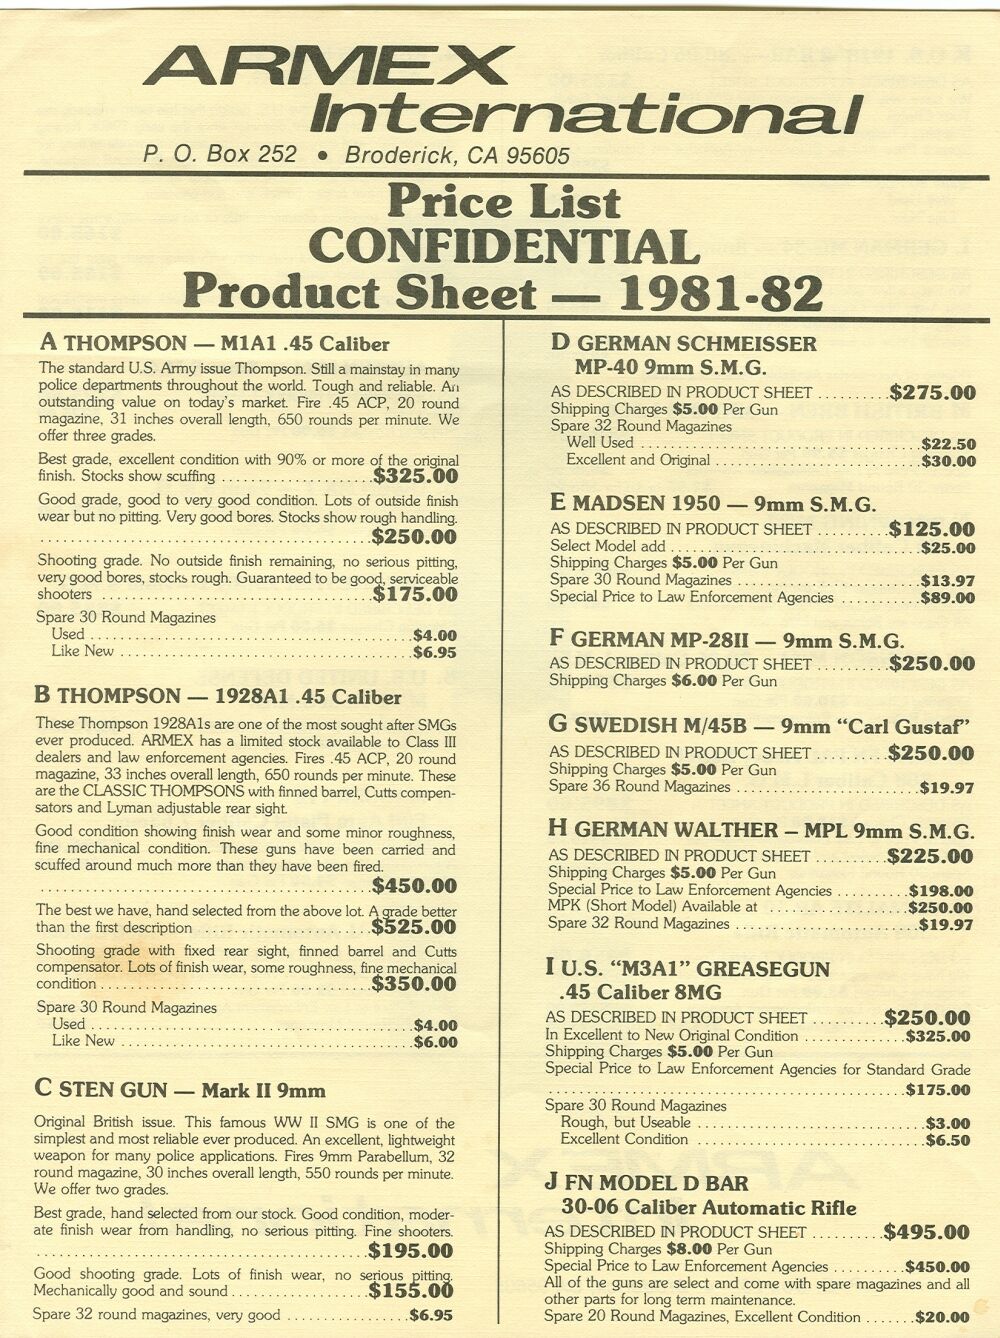 ARMEX
International
P. O. Box 252 • Broderick, CA 95605
Price List
CONFIDENTIAL
Product Sheet — 1981-82
A THOMPSON — M1A1 .45 Caliber
The standard U.S. Army issue Thompson. Still a mainstay in many
police departments throughout the world. Tough and reliable. An
outstanding value on today's market. Fire .45 ACP, 20 round
magazine, 31 inches overall length, 650 rounds per minute. We
offer three grades.
Best grade, excellent condition with 90% or more of the original
finish. Stocks show scuffing ..................... $325.00
Good grade, good to very good condition. Lots of outside finish
wear but no pitting. Very good bores. Stocks show rough handling.
............................................. $250.00
Shooting grade. No outside finish remaining, no serious pitting,
very good bores, stocks rough. Guaranteed to be good, serviceable
shooters ..................................... $175.00
Spare 30 Round Magazines
Used ............................................ $4.00
Like New ........................................ $6.95
B THOMPSON — 1928A1 .45 Caliber
These Thompson 1928A1s are one of the most sought after SMGs
ever produced. ARMEX has a limited stock available to Class III
dealers and law enforcement agencies. Fires .45 ACP, 20 round
magazine, 33 inches overall length, 650 rounds per minute. These
are the CLASSIC THOMPSONS with finned barrel, Cutts compen-
sators and Lyman adjustable rear sight.
Good condition showing finish wear and some minor roughness,
fine mechanical condition. These guns have been carried and
scuffed around much more than they have been fired.
............................................. $450.00
The best we have, hand selected from the above lot. A grade better
than the first description ........................ $525.00
Shooting grade with fixed rear sight, finned barrel and Cutts
compensator. Lots of finish wear, some roughness, fine mechanical
condition ..................................... $350.00
Spare 30 Round Magazines
Used ............................................ $4.00
Like New ........................................ $6.00
C STEN GUN — Mark II 9mm
Original British issue. This famous WW II SMG is one of the
simplest and most reliable ever produced. An excellent, lightweight
weapon for many police applications. Fires 9mm Parabellum, 32
round magazine, 30 inches overall length, 550 rounds per minute.
We offer two grades.
Best grade, hand selected from our stock. Good condition, moder-
ate finish wear from handling, no serious pitting. Fine shooters.
............................................. $195.00
Good shooting grade. Lots of finish wear, no serious pitting.
Mechanically good and sound ................... $155.00
Spare 32 round magazines, very good ................. $6.95
D GERMAN SCHMEISSER
MP-40 9mm S.M.G.
AS DESCRIBED IN PRODUCT SHEET .......... $275.00
Shipping Charges $5.00 Per Gun
Spare 32 Round Magazines
Well Used ...................................... $22.50
Excellent and Original ........................... $30.00
E MADSEN 1950 — 9mm S.M.G.
AS DESCRIBED IN PRODUCT SHEET .......... $125.00
Select Model add ................................. $25.00
Shipping Charges $5.00 Per Gun
Spare 30 Round Magazines ........................ $13.97
Special Price to Law Enforcement Agencies .......... $89.00
F GERMAN MP-28II — 9mm S.M.G.
AS DESCRIBED IN PRODUCT SHEET .......... $250.00
Shipping Charges $6.00 Per Gun
G SWEDISH M/45B — 9mm “Carl Gustaf”
AS DESCRIBED IN PRODUCT SHEET .......... $250.00
Shipping Charges $5.00 Per Gun
Spare 36 Round Magazines ........................ $19.97
H GERMAN WALTHER – MPL 9mm S.M.G.
AS DESCRIBED IN PRODUCT SHEET .......... $225.00
Shipping Charges $5.00 Per Gun
Special Price to Law Enforcement Agencies ......... $198.00
MPK (Short Model) Available at ................... $250.00
Spare 32 Round Magazines ........................ $19.97
I U.S. “M3A1” GREASEGUN
.45 Caliber 8MG
AS DESCRIBED IN PRODUCT SHEET .......... $250.00
In Excellent to New Original Condition .............. $325.00
Shipping Charges $5.00 Per Gun
Special Price to Law Enforcement Agencies for Standard Grade
................................................ $175.00
Spare 30 Round Magazines
Rough, but Useable ............................... $3.00
Excellent Condition ............................... $6.50
J FN MODEL D BAR
30-06 Caliber Automatic Rifle
AS DESCRIBED IN PRODUCT SHEET .......... $495.00
Shipping Charges $8.00 Per Gun
Special Price to Law Enforcement Agencies ......... $450.00
All of the guns are select and come with spare magazines and all
other parts for long term maintenance.
Spare 20 Round Magazines, Excellent Condition ....... $20.00